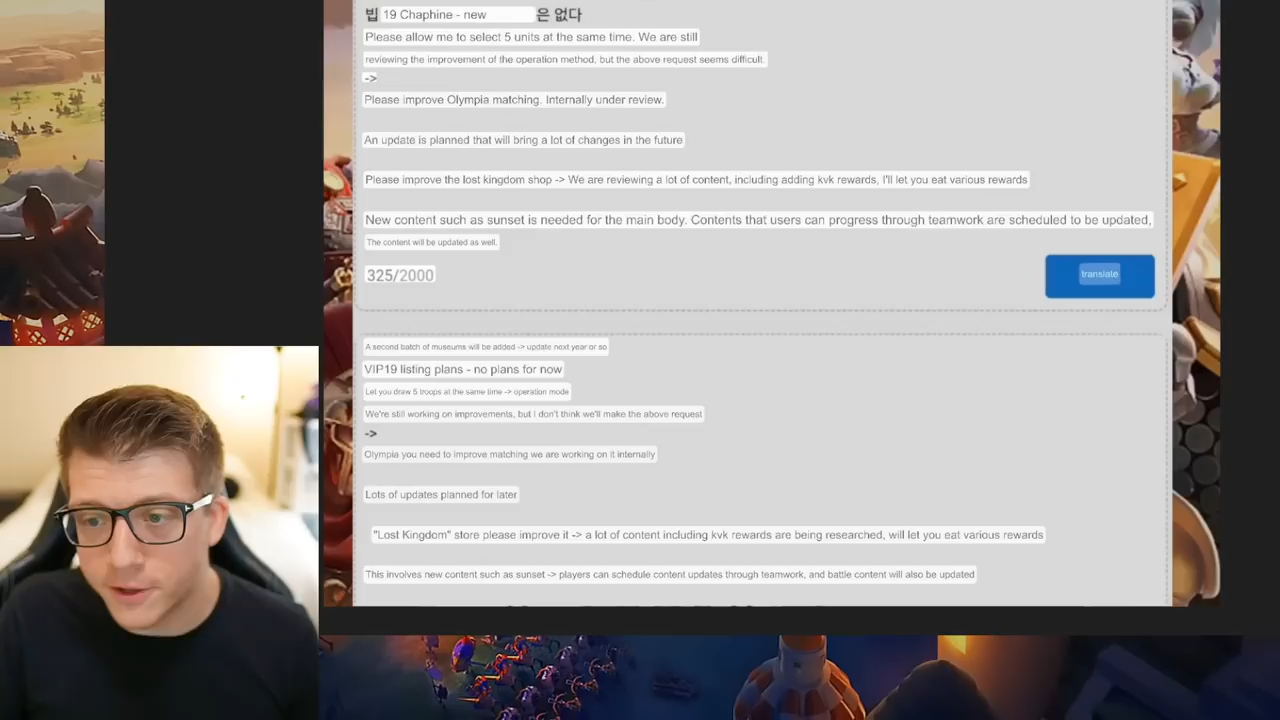 빕 19 Chaphine - new 은 없다
Please allow me to select 5 units at the same time. We are still
reviewing the improvement of the operation method, but the above request seems difficult.
->
Please improve Olympia matching. Internally under review.
An update is planned that will bring a lot of changes in the future
Please improve the lost kingdom shop -> We are reviewing a lot of content, including adding kvk rewards, I'll let you eat various rewards
New content such as sunset is needed for the main body. Contents that users can progress through teamwork are scheduled to be updated,
The content will be updated as well.
325/2000
translate
A second batch of museums will be added -> update next year or so
VIP19 listing plans - no plans for now
Let you draw 5 troops at the same time -> operation mode
We're still working on improvements, but I don't think we'll make the above request
->
Olympia you need to improve matching we are working on it internally
Lots of updates planned for later
"Lost Kingdom" store please improve it -> a lot of content including kvk rewards are being researched, will let you eat various rewards
This involves new content such as sunset -> players can schedule content updates through teamwork, and battle content will also be updated